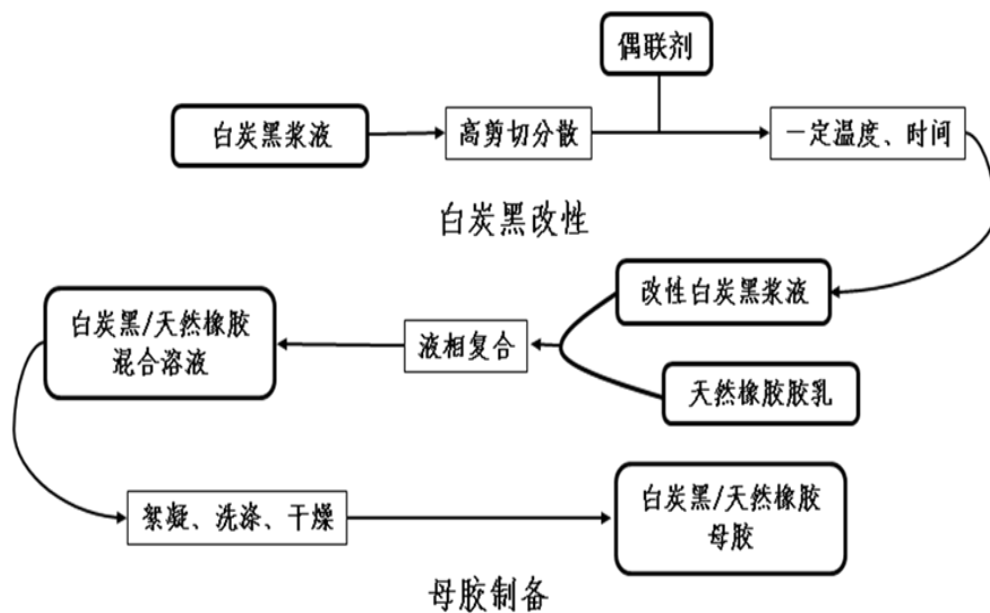 偶联剂
白炭黑浆液
高剪切分散
一定温度、时间
白炭黑改性
改性白炭黑浆液
白炭黑/天然橡胶
混合溶液
液相复合
天然橡胶胶乳
絮凝、洗涤、干燥
白炭黑/天然橡胶
母胶
母胶制备